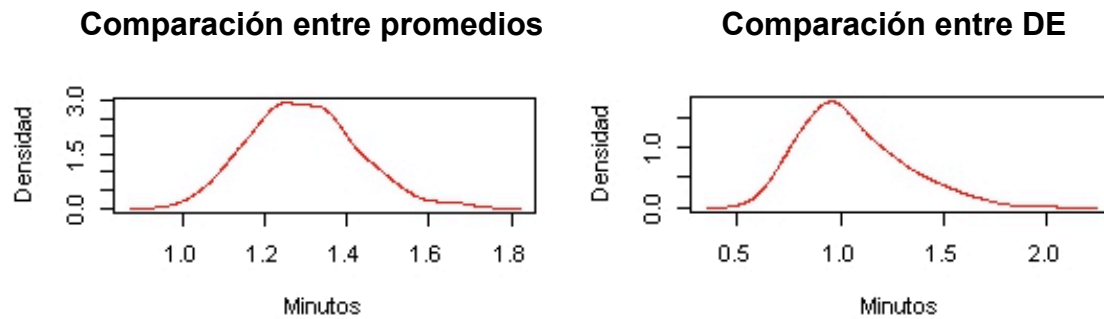 Comparación entre promedios
Densidad
0.0 1.5 3.0
1.0 1.2 1.4 1.6 1.8
Minutos
Comparación entre DE
Densidad
0.0 1.0
0.5 1.0 1.5 2.0
Minutos